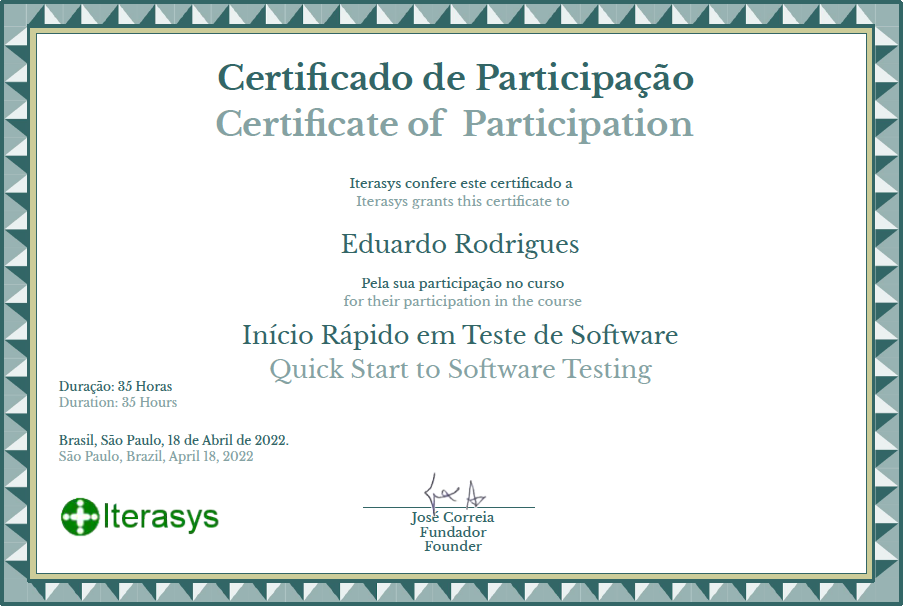 Certificado de Participação
Certificate of Participation
Iterasys confere este certificado a
Iterasys grants this certificate to
Eduardo Rodrigues
Pela sua participação no curso
for their participation in the course
Início Rápido em Teste de Software
Quick Start to Software Testing
Duração: 35 Horas
Duration: 35 Hours
Brasil, São Paulo, 18 de Abril de 2022.
São Paulo, Brazil, April 18, 2022
Iterasys
José Correia
Fundador
Founder